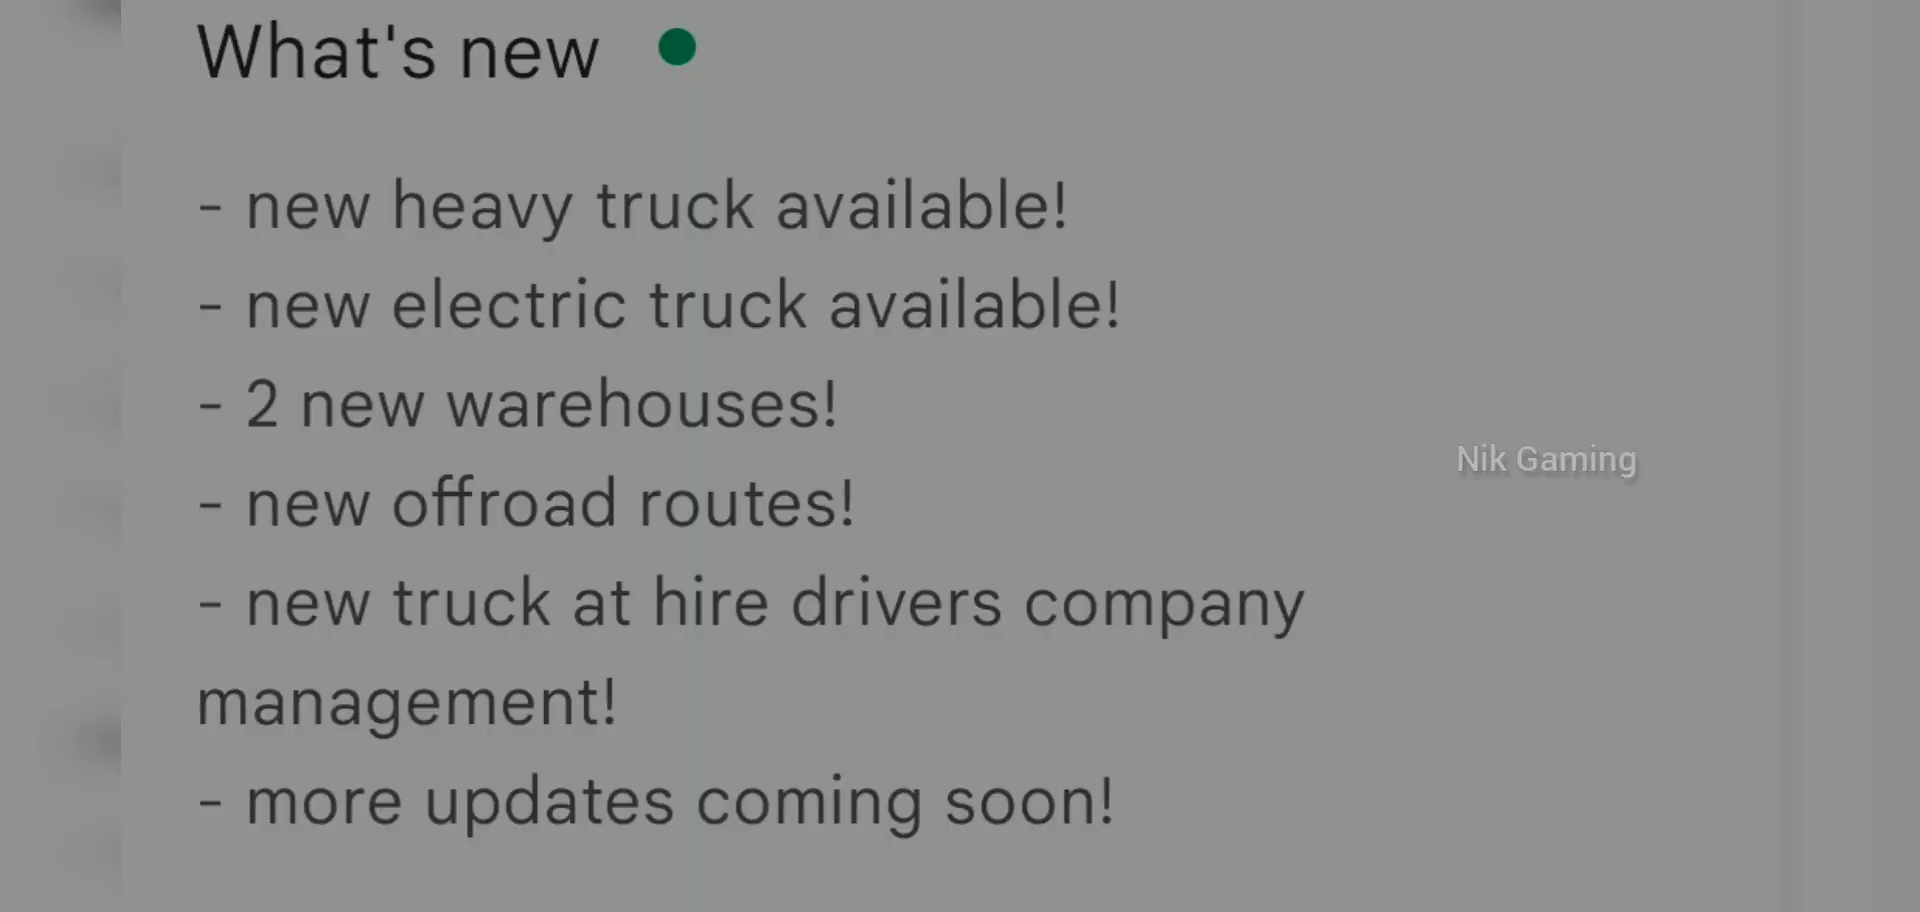 What's new
- new heavy truck available!
- new electric truck available!
- 2 new warehouses!
- new offroad routes!
- new truck at hire drivers company
management!
- more updates coming soon!
Nik Gaming